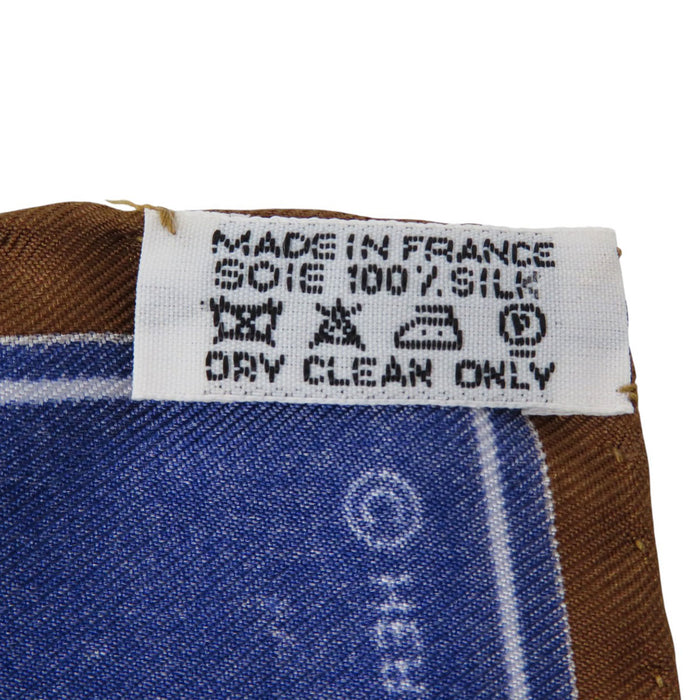 MADE IN FRANCE
SOIE 100% SILK
P
DRY CLEAN ONLY
©